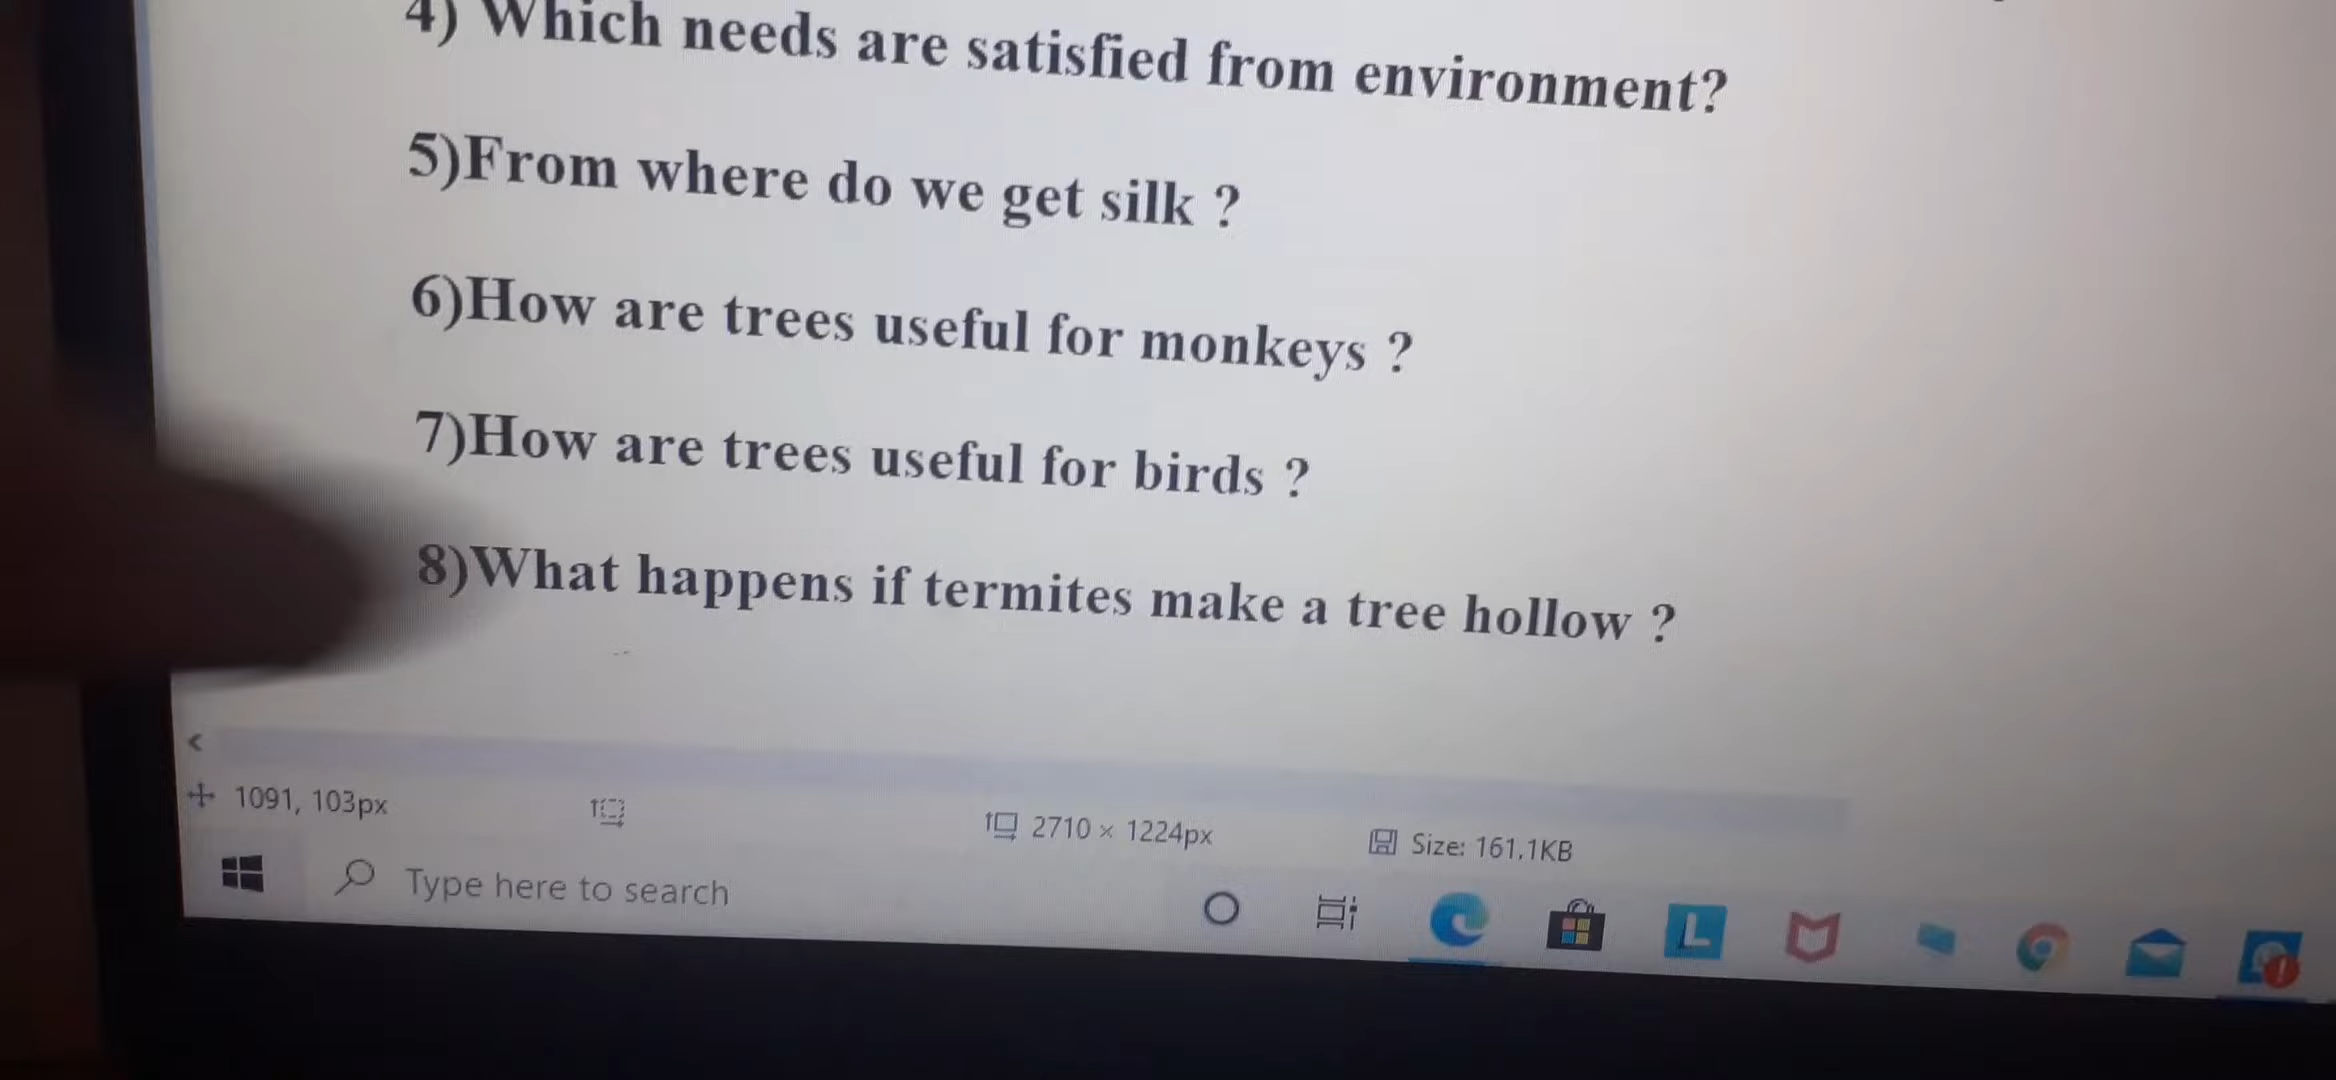 4) Which needs are satisfied from environment?
5)From where do we get silk ?
6)How are trees useful for monkeys ?
7)How are trees useful for birds ?
8)What happens if termites make a tree hollow ?
1091, 103px
2710 × 1224px
Size: 161.1KB
Type here to search
L